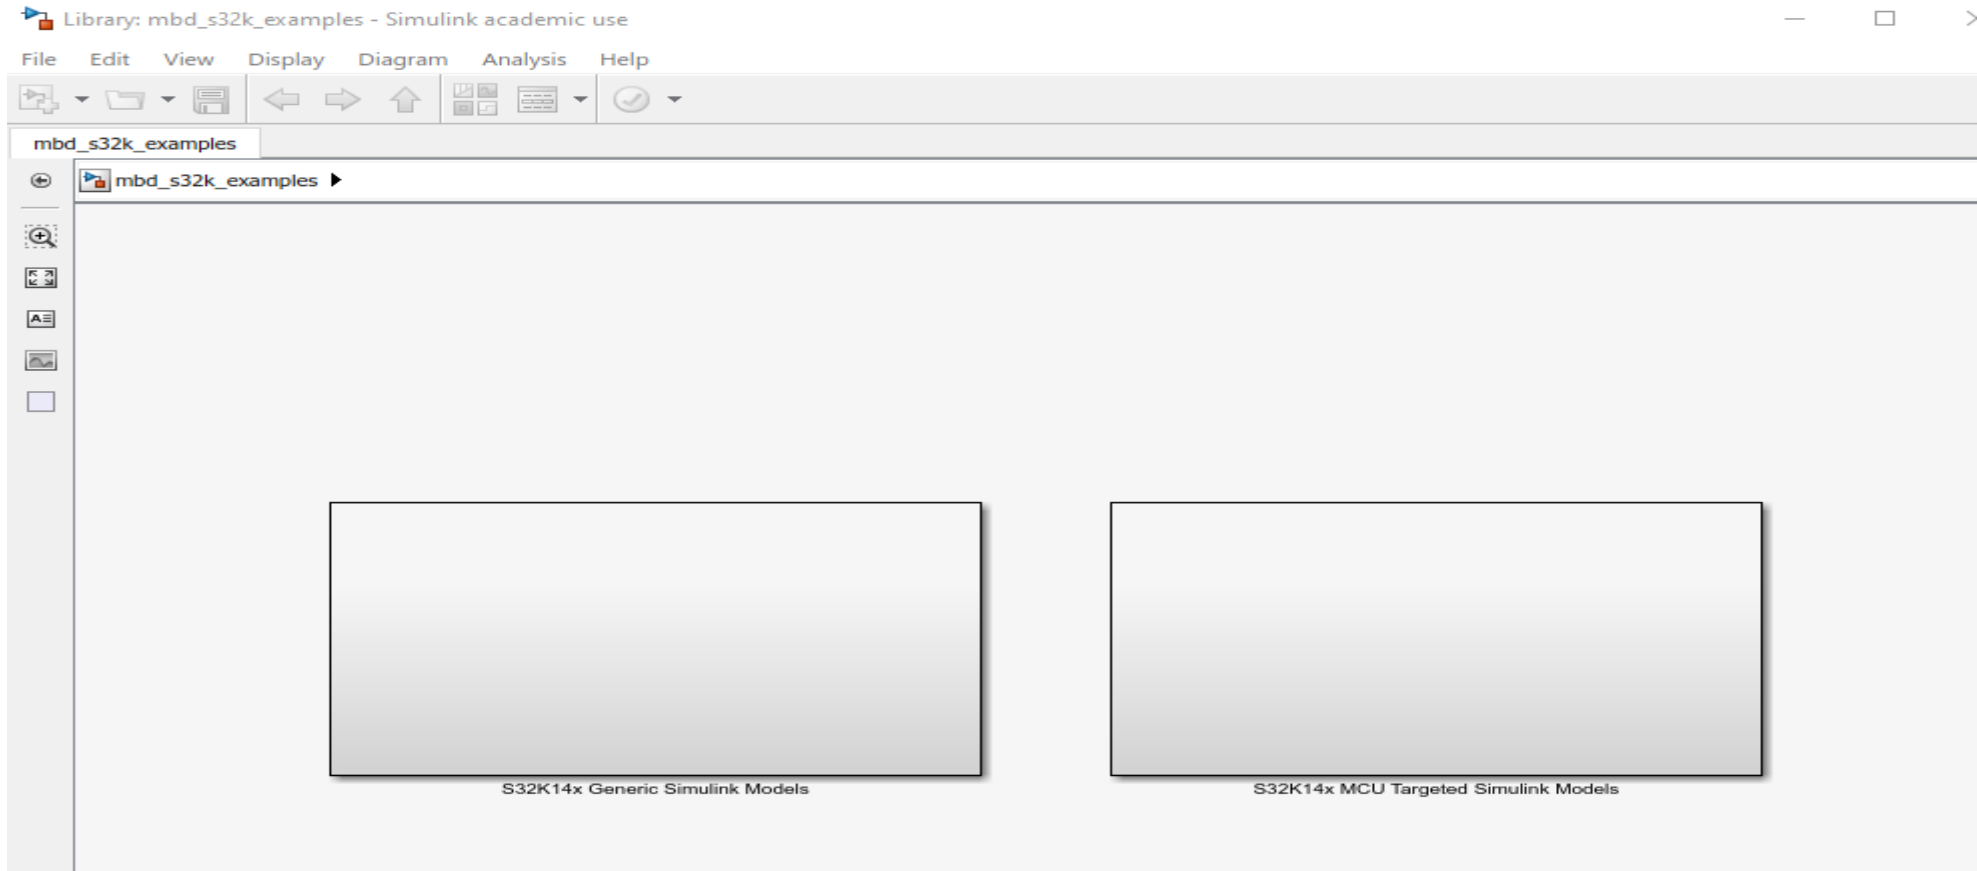 Library: mbd_s32k_examples - Simulink academic use
File Edit View Display Diagram Analysis Help
mbd_s32k_examples
mbd_s32k_examples
S32K14x Generic Simulink Models
S32K14x MCU Targeted Simulink Models